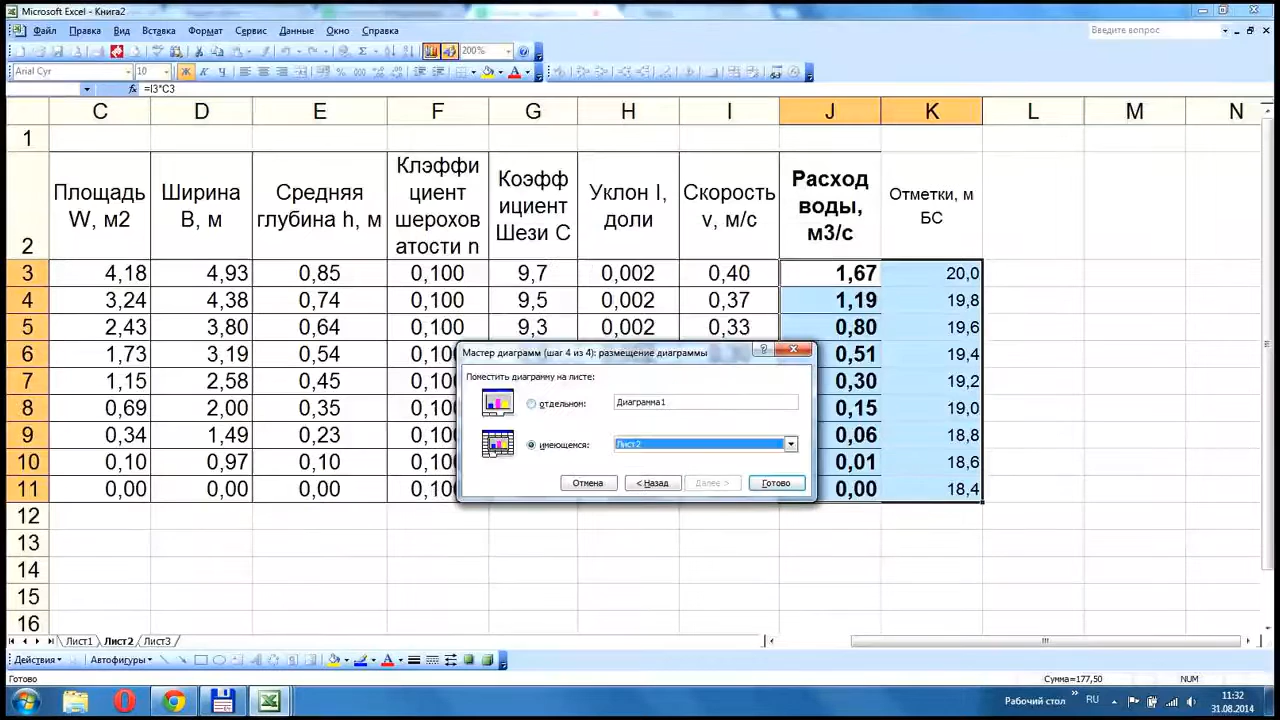 Microsoft Excel - Книга2
Файл Правка Вид Вставка Формат Сервис Данные Окно Справка Введите вопрос
200%
Arial Cyr 10 Ж К Ч
fx =I3*C3
C D E F G H I J K L M N
1
2 Площадь W, м2 Ширина B, м Средняя глубина h, м Клэффи циент шерохов атости n Коэфф ициент Шези C Уклон I, доли Скорость v, м/с Расход воды, м3/с Отметки, м БС
3 4,18 4,93 0,85 0,100 9,7 0,002 0,40 1,67 20,0
4 3,24 4,38 0,74 0,100 9,5 0,002 0,37 1,19 19,8
5 2,43 3,80 0,64 0,100 9,3 0,002 0,33 0,80 19,6
6 1,73 3,19 0,54 0,51 19,4
7 1,15 2,58 0,45 0,30 19,2
8 0,69 2,00 0,35 0,15 19,0
9 0,34 1,49 0,23 0,06 18,8
10 0,10 0,97 0,10 0,01 18,6
11 0,00 0,00 0,00 0,00 18,4
12
13
14
15
16
Мастер диаграмм (шаг 4 из 4): размещение диаграммы
Поместить диаграмму на листе:
отдельном: Диаграмма1
имеющемся: Лист2
Отмена < Назад Далее > Готово
Лист1 Лист2 Лист3
Действия Автофигуры
Готово Сумма=177,50 NUM
Рабочий стол RU 11:32
31.08.2014